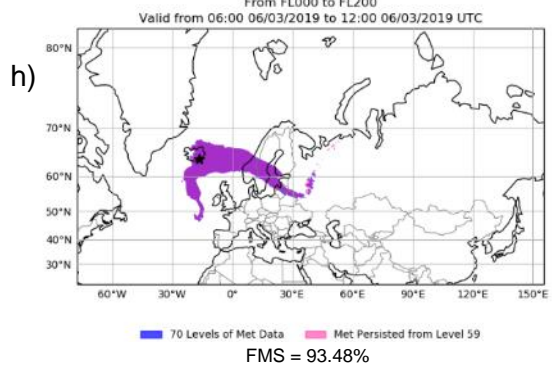 From FL000 to FL200
Valid from 06:00 06/03/2019 to 12:00 06/03/2019 UTC
h)
80°N
70°N
60°N
50°N
40°N
30°N
60°W 30°W 0° 30°E 60°E 90°E 120°E 150°E
70 Levels of Met Data Met Persisted from Level 59
FMS = 93.48%